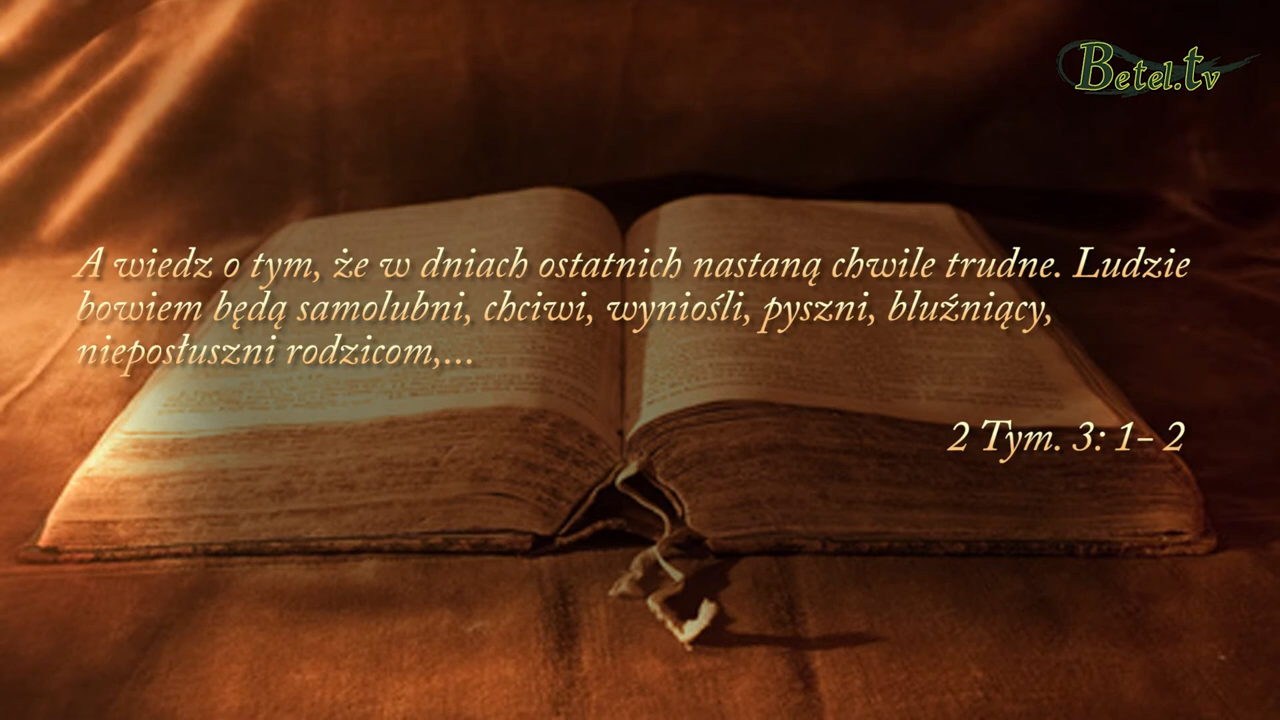 Betel.tv
A wiedz o tym, że w dniach ostatnich nastaną chwile trudne. Ludzie
bowiem będą samolubni, chciwi, wyniośli, pyszni, bluźniący,
nieposłuszni rodzicom,...
2 Tym. 3: 1- 2